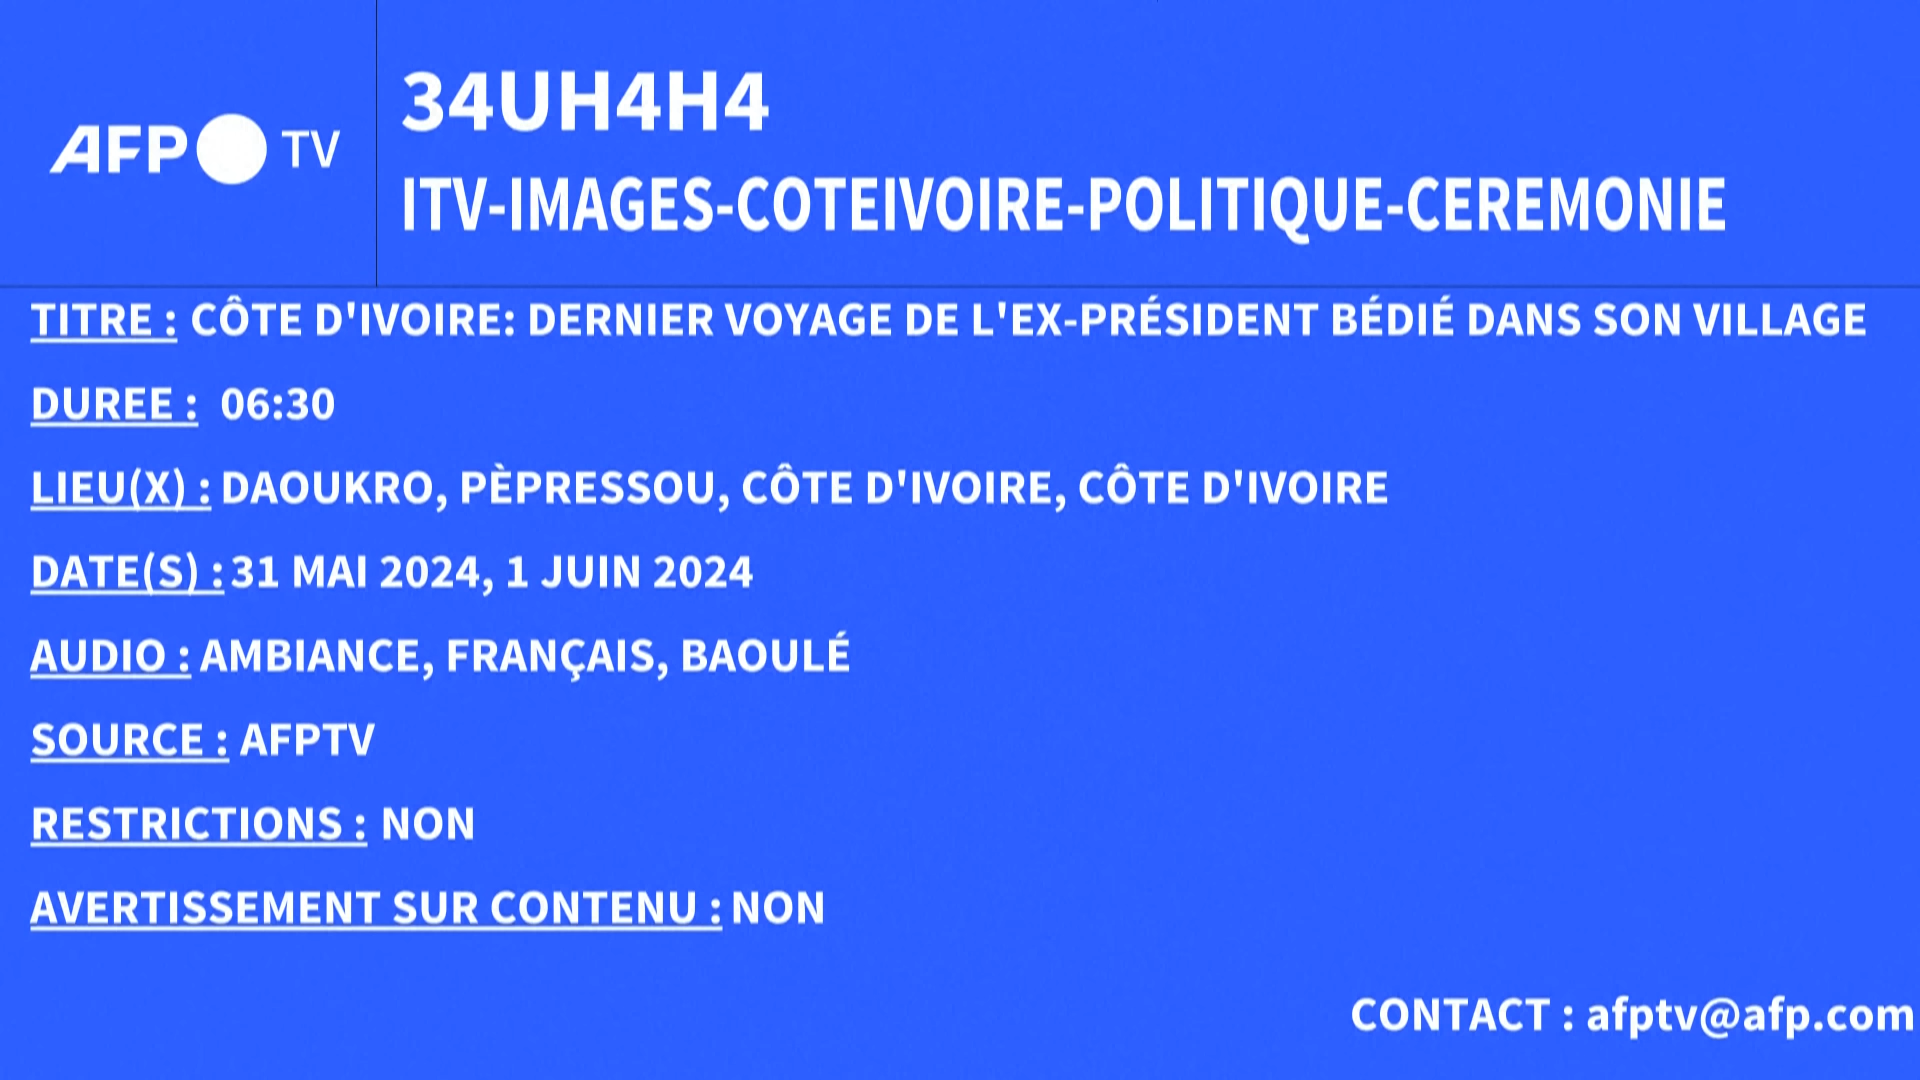 AFP TV
34UH4H4
ITV-IMAGES-COTEIVOIRE-POLITIQUE-CEREMONIE
TITRE : CÔTE D'IVOIRE: DERNIER VOYAGE DE L'EX-PRÉSIDENT BÉDIÉ DANS SON VILLAGE
DUREE : 06:30
LIEU(X) : DAOUKRO, PÈPRESSOU, CÔTE D'IVOIRE, CÔTE D'IVOIRE
DATE(S) : 31 MAI 2024, 1 JUIN 2024
AUDIO : AMBIANCE, FRANÇAIS, BAOULÉ
SOURCE : AFPTV
RESTRICTIONS : NON
AVERTISSEMENT SUR CONTENU : NON
CONTACT : afptv@afp.com